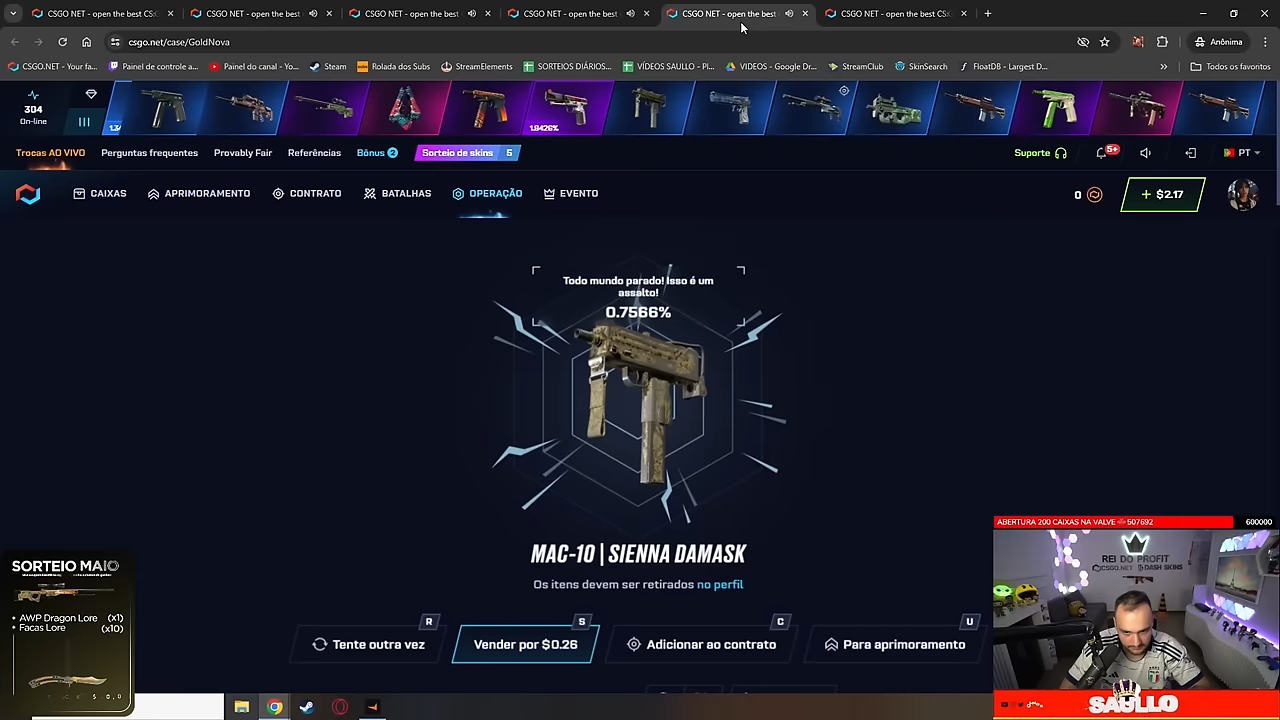 CSGO NET - open the best CS:
CSGO NET - open the best
CSGO NET - open the best
CSGO NET - open the best
CSGO NET - open the best
CSGO NET - open the best CS:
csgo.net/case/GoldNova
Anônima
CSGO.NET - Your fa...
Painel de controle a...
Painel do canal - Yo...
Steam
Rolada dos Subs
StreamElements
SORTEIOS DIÁRIOS...
VÍDEOS SAULLO - Pl...
VIDEOS - Google Dr...
StreamClub
SkinSearch
FloatDB - Largest D...
Todos os favoritos
304
On-line
1.8426%
Trocas AO VIVO
Perguntas frequentes
Provably Fair
Referências
Bônus 2
Sorteio de skins 5
Suporte
5+
PT
CAIXAS
APRIMORAMENTO
CONTRATO
BATALHAS
OPERAÇÃO
EVENTO
0
+ $2.17
Todo mundo parado! Isso é um
assalto!
0.7566%
MAC-10 | SIENNA DAMASK
Os itens devem ser retirados no perfil
R
Tente outra vez
S
Vender por $0.26
C
Adicionar ao contrato
U
Para aprimoramento
SORTEIO MAIO
• AWP Dragon Lore (x1)
• Facas Lore (x10)
ABERTURA 200 CAIXAS NA VALVE
507692
600000
REI DO PROFIT
CSGO.NET
DASH SKINS
SAULLO